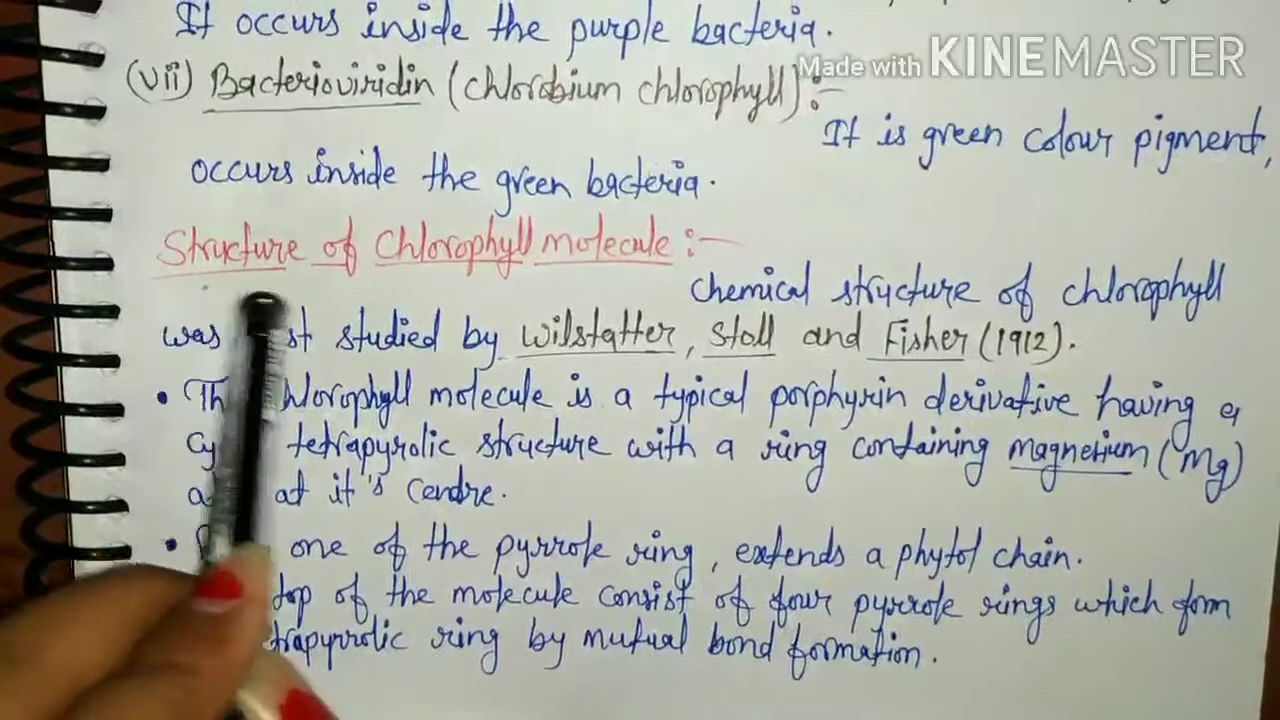 It occurs inside the purple bacteria.
Made with KINEMASTER
(vii) Bacterioviridin (chlorobium chlorophyll):-
It is green colour pigment,
occurs inside the green bacteria.
Structure of Chlorophyll molecule:-
Chemical structure of chlorophyll
was st studied by Wilstatter, Stoll and Fisher (1912).
• Th hlorophyll molecule is a typical porphyrin derivative having a
cy tetrapyrolic structure with a ring containing magnetium (Mg)
a at it's Cendre.
• one of the pyrrole ring, extends a phytol chain.
top of the molecule consist of four pyrrole rings which form
trapyrrolic ring by mutual bond formation.